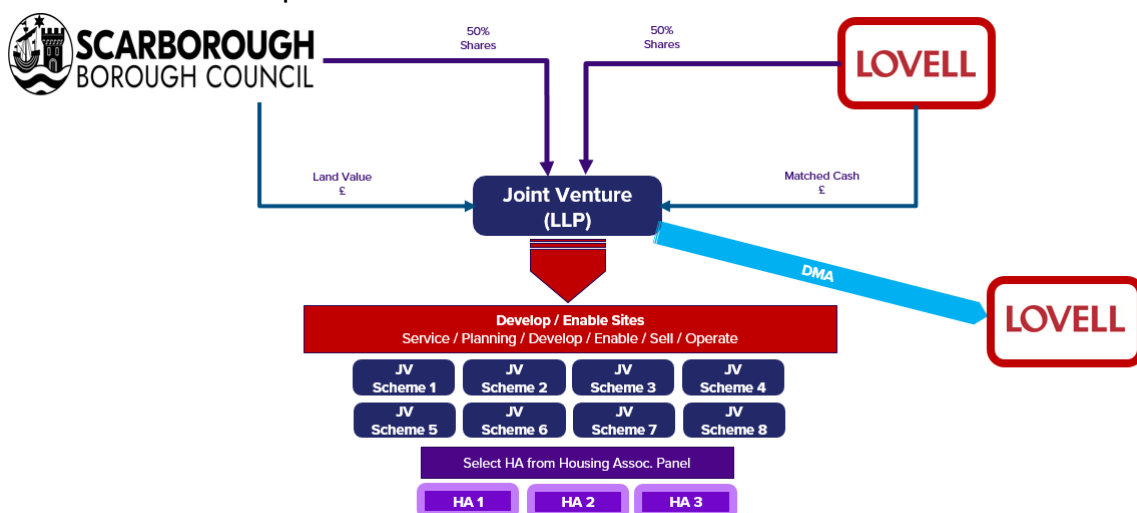 SCARBOROUGH
BOROUGH COUNCIL
50%
Shares
50%
Shares
LOVELL
Land Value
£
Joint Venture
(LLP)
Matched Cash
£
DMA
LOVELL
Develop / Enable Sites
Service / Planning / Develop / Enable / Sell / Operate
JV
Scheme 1
JV
Scheme 2
JV
Scheme 3
JV
Scheme 4
JV
Scheme 5
JV
Scheme 6
JV
Scheme 7
JV
Scheme 8
Select HA from Housing Assoc. Panel
HA 1
HA 2
HA 3